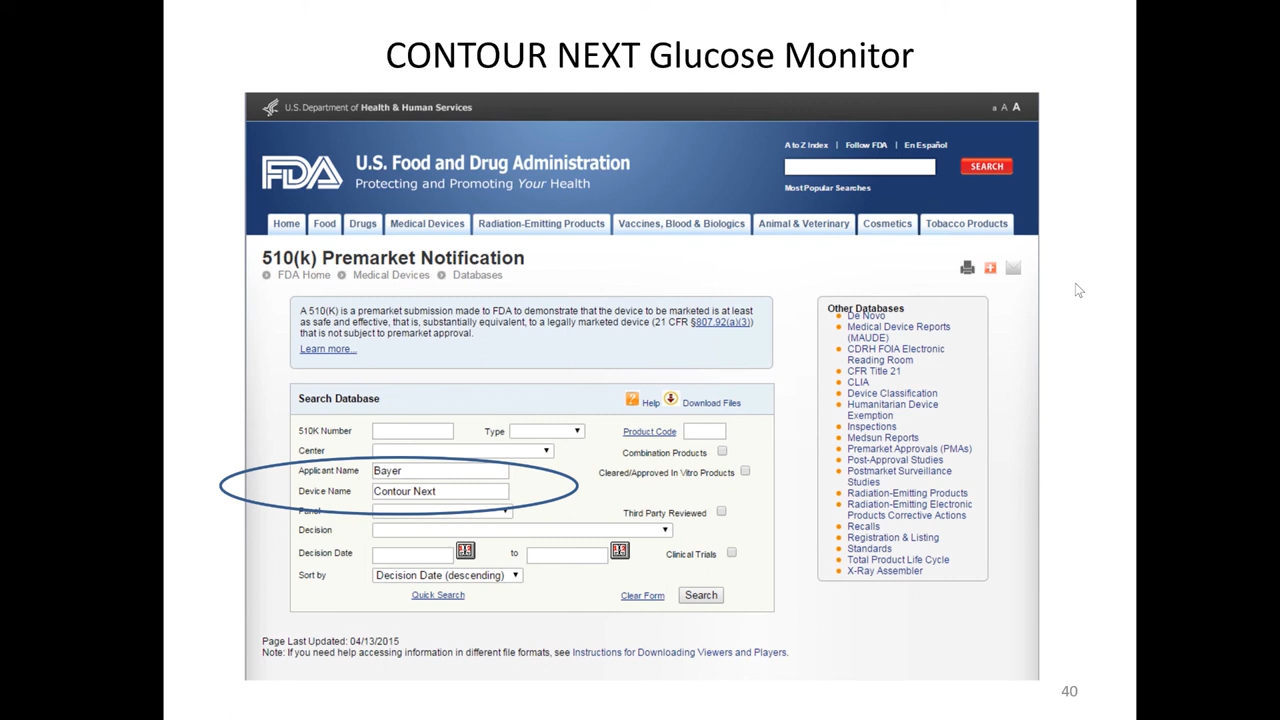 CONTOUR NEXT Glucose Monitor
U.S. Department of Health & Human Services
a A A
FDA
U.S. Food and Drug Administration
Protecting and Promoting Your Health
A to Z Index | Follow FDA | En Español
SEARCH
Most Popular Searches
Home Food Drugs Medical Devices Radiation-Emitting Products Vaccines, Blood & Biologics Animal & Veterinary Cosmetics Tobacco Products
510(k) Premarket Notification
FDA Home Medical Devices Databases
A 510(K) is a premarket submission made to FDA to demonstrate that the device to be marketed is at least
as safe and effective, that is, substantially equivalent, to a legally marketed device (21 CFR §807.92(a)(3))
that is not subject to premarket approval.
Learn more...
Search Database
? Help Download Files
510K Number Type Product Code
Center Combination Products
Applicant Name Bayer Cleared/Approved In Vitro Products
Device Name Contour Next
Panel Third Party Reviewed
Decision
Decision Date to Clinical Trials
Sort by Decision Date (descending)
Quick Search Clear Form Search
Other Databases
De Novo
Medical Device Reports
(MAUDE)
CDRH FOIA Electronic
Reading Room
CFR Title 21
CLIA
Device Classification
Humanitarian Device
Exemption
Inspections
Medsun Reports
Premarket Approvals (PMAs)
Post-Approval Studies
Postmarket Surveillance
Studies
Radiation-Emitting Products
Radiation-Emitting Electronic
Products Corrective Actions
Recalls
Registration & Listing
Standards
Total Product Life Cycle
X-Ray Assembler
Page Last Updated: 04/13/2015
Note: If you need help accessing information in different file formats, see Instructions for Downloading Viewers and Players.
40